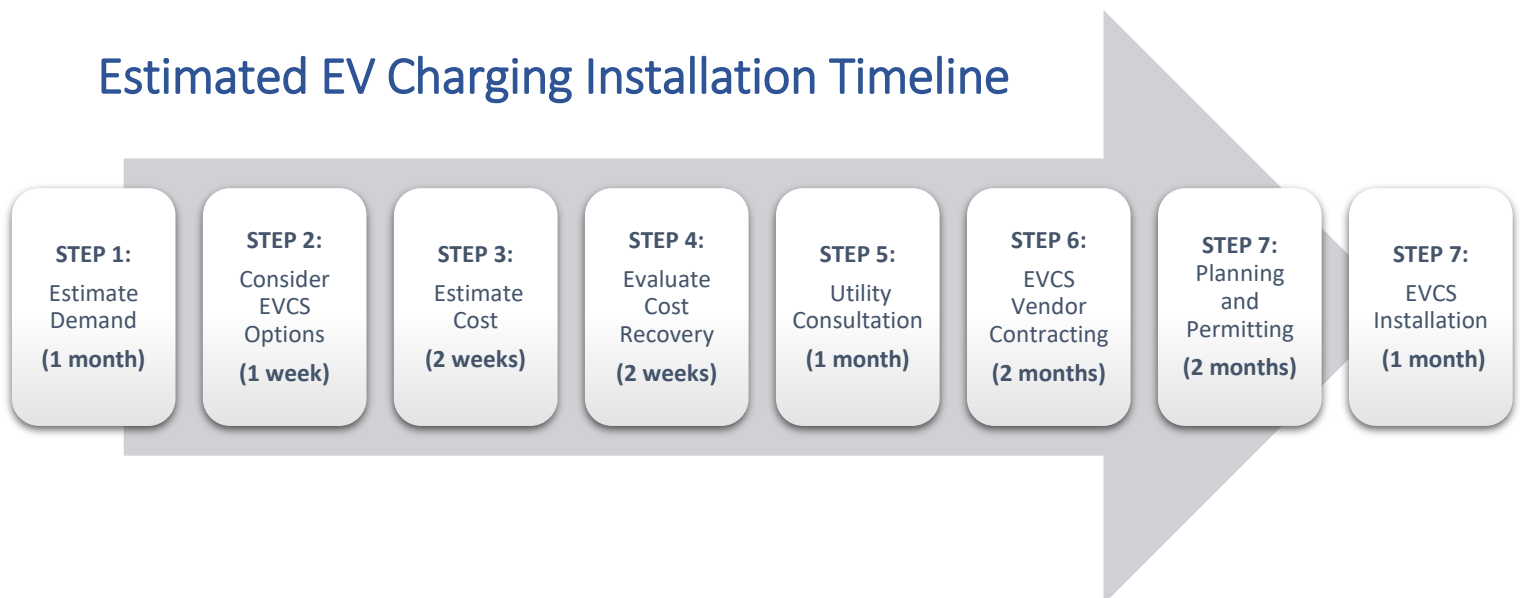 Estimated EV Charging Installation Timeline
STEP 1:
Estimate
Demand
(1 month)
STEP 2:
Consider
EVCS
Options
(1 week)
STEP 3:
Estimate
Cost
(2 weeks)
STEP 4:
Evaluate
Cost
Recovery
(2 weeks)
STEP 5:
Utility
Consultation
(1 month)
STEP 6:
EVCS
Vendor
Contracting
(2 months)
STEP 7:
Planning
and
Permitting
(2 months)
STEP 7:
EVCS
Installation
(1 month)